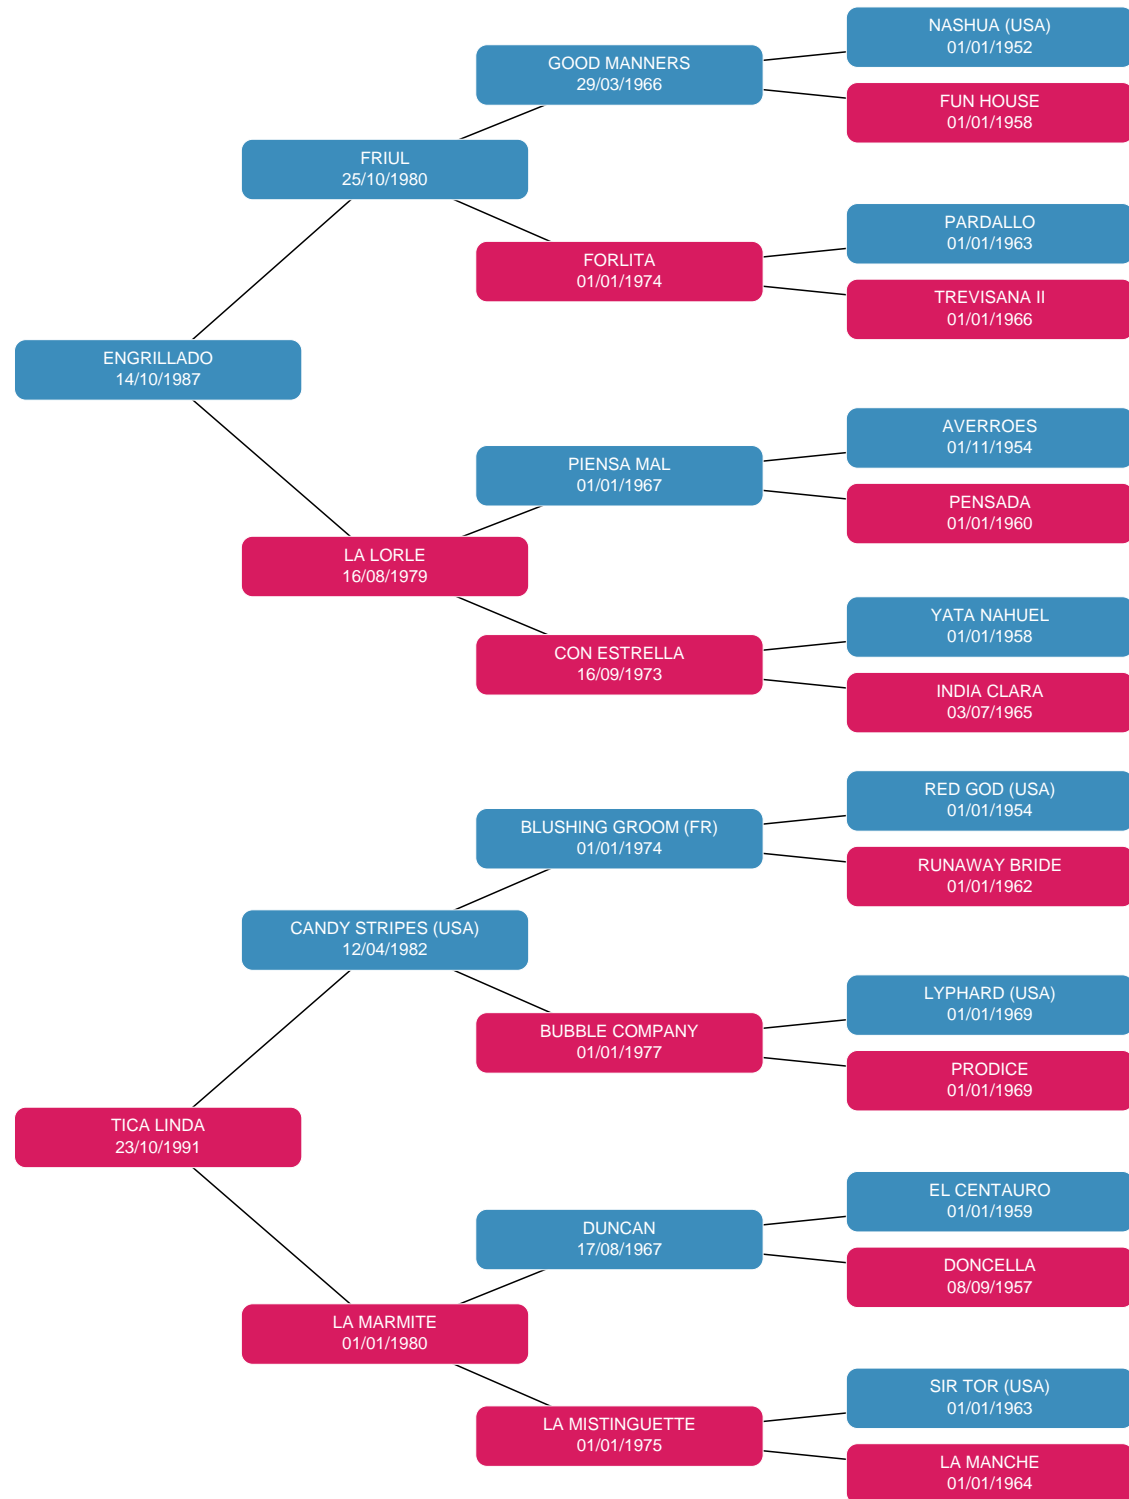 NASHUA (USA)
01/01/1952
GOOD MANNERS
29/03/1966
FUN HOUSE
01/01/1958
FRIUL
25/10/1980
PARDALLO
01/01/1963
FORLITA
01/01/1974
TREVISANA II
01/01/1966
ENGRILLADO
14/10/1987
AVERROES
01/11/1954
PIENSA MAL
01/01/1967
PENSADA
01/01/1960
LA LORLE
16/08/1979
YATA NAHUEL
01/01/1958
CON ESTRELLA
16/09/1973
INDIA CLARA
03/07/1965
RED GOD (USA)
01/01/1954
BLUSHING GROOM (FR)
01/01/1974
RUNAWAY BRIDE
01/01/1962
CANDY STRIPES (USA)
12/04/1982
LYPHARD (USA)
01/01/1969
BUBBLE COMPANY
01/01/1977
PRODICE
01/01/1969
TICA LINDA
23/10/1991
EL CENTAURO
01/01/1959
DUNCAN
17/08/1967
DONCELLA
08/09/1957
LA MARMITE
01/01/1980
SIR TOR (USA)
01/01/1963
LA MISTINGUETTE
01/01/1975
LA MANCHE
01/01/1964